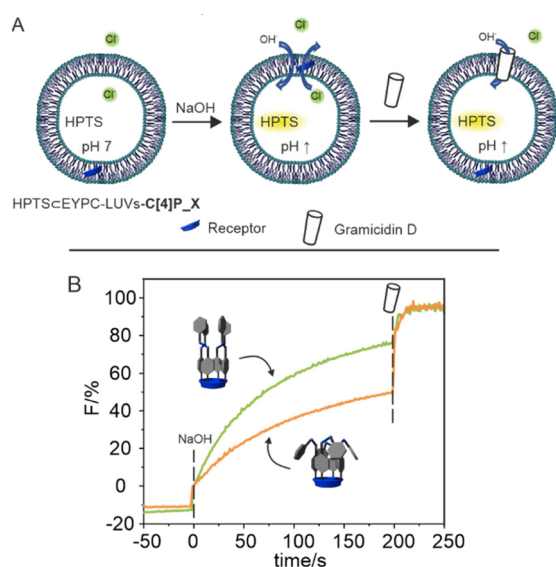 A
Cl⁻
Cl⁻
HPTS
pH 7
NaOH
OH⁻
Cl⁻
Cl⁻
HPTS
pH ↑
OH⁻
HPTS
pH ↑
HPTS⊂EYPC-LUVs-C[4]P_X
Receptor
Gramicidin D
B
F/%
100
80
60
40
20
0
-20
NaOH
-50
0
50
100
150
200
250
time/s